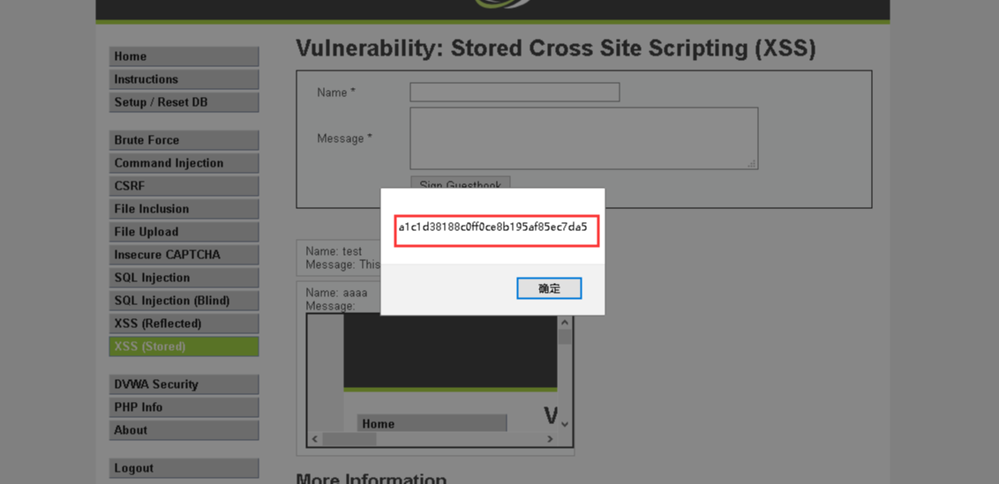 Vulnerability: Stored Cross Site Scripting (XSS)
Home
Instructions
Setup / Reset DB
Brute Force
Command Injection
CSRF
File Inclusion
File Upload
Insecure CAPTCHA
SQL Injection
SQL Injection (Blind)
XSS (Reflected)
XSS (Stored)
DVWA Security
PHP Info
About
Logout
Name *
Message *
Sign Guestbook
a1c1d38188c0ff0ce8b195af85ec7da5
确定
Name: test
Message: This
Name: aaaa
Message:
Home
V
More Information